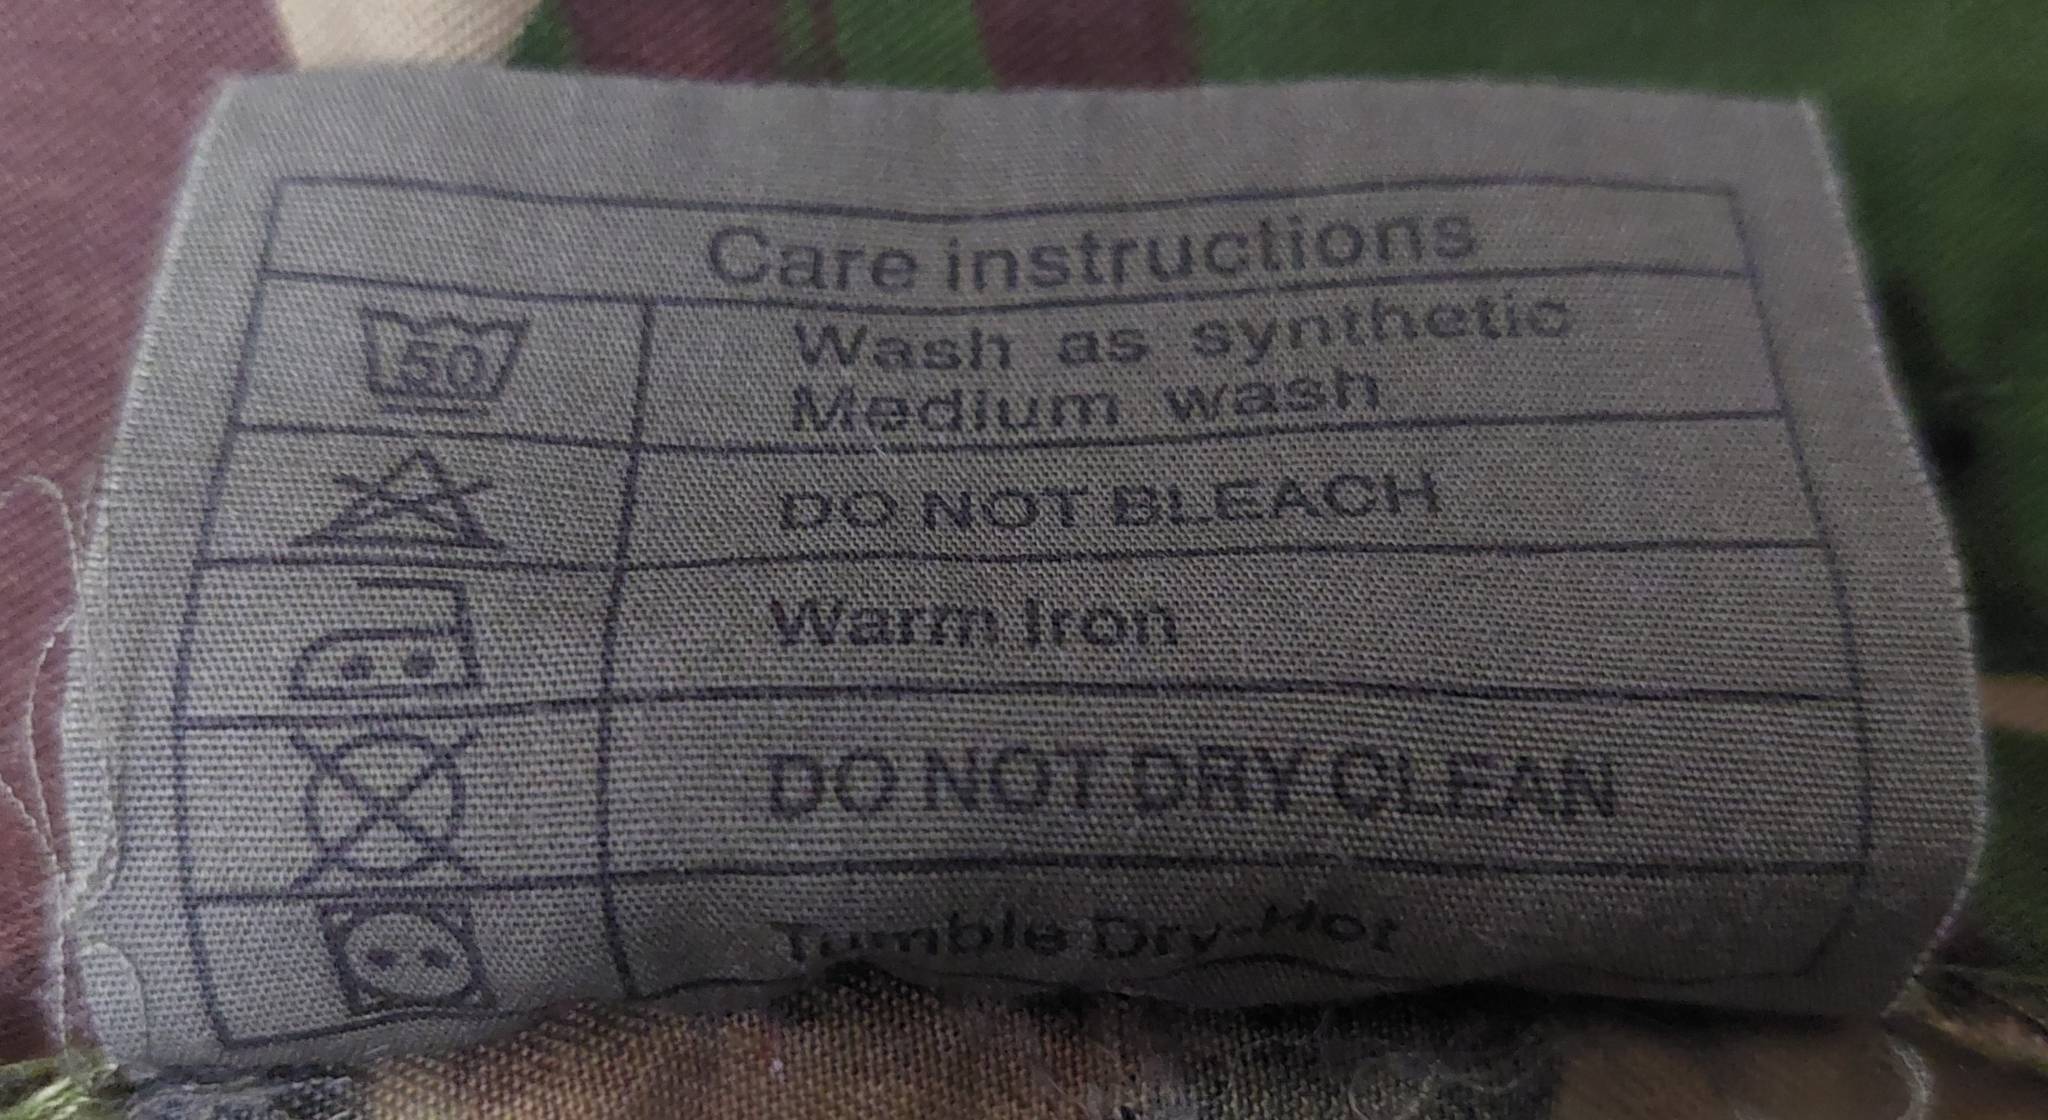 Care instructions
50
Wash as synthetic
Medium wash
DO NOT BLEACH
Warm Iron
DO NOT DRY CLEAN
Tumble Dry-Hot